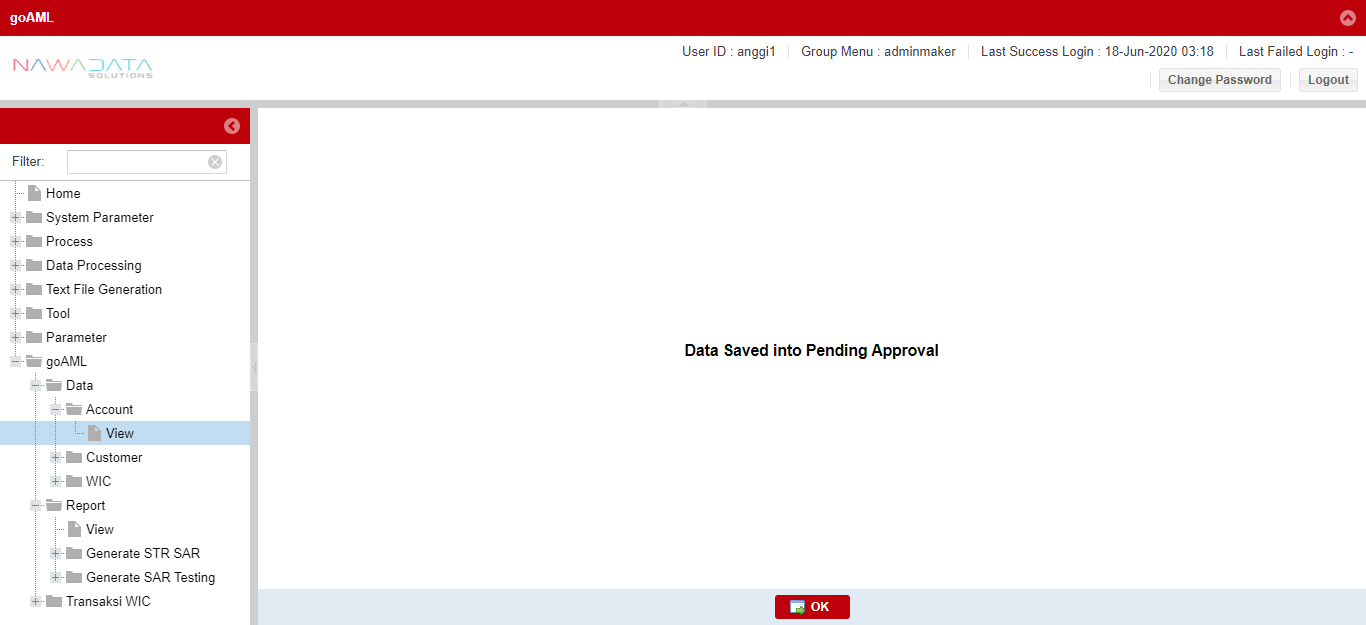 goAML
NAWADATA
SOLUTIONS
User ID : anggi1
Group Menu : adminmaker
Last Success Login : 18-Jun-2020 03:18
Last Failed Login : -
Change Password
Logout
Filter:
Home
System Parameter
Process
Data Processing
Text File Generation
Tool
Parameter
goAML
Data
Account
View
Customer
WIC
Report
View
Generate STR SAR
Generate SAR Testing
Transaksi WIC
Data Saved into Pending Approval
OK